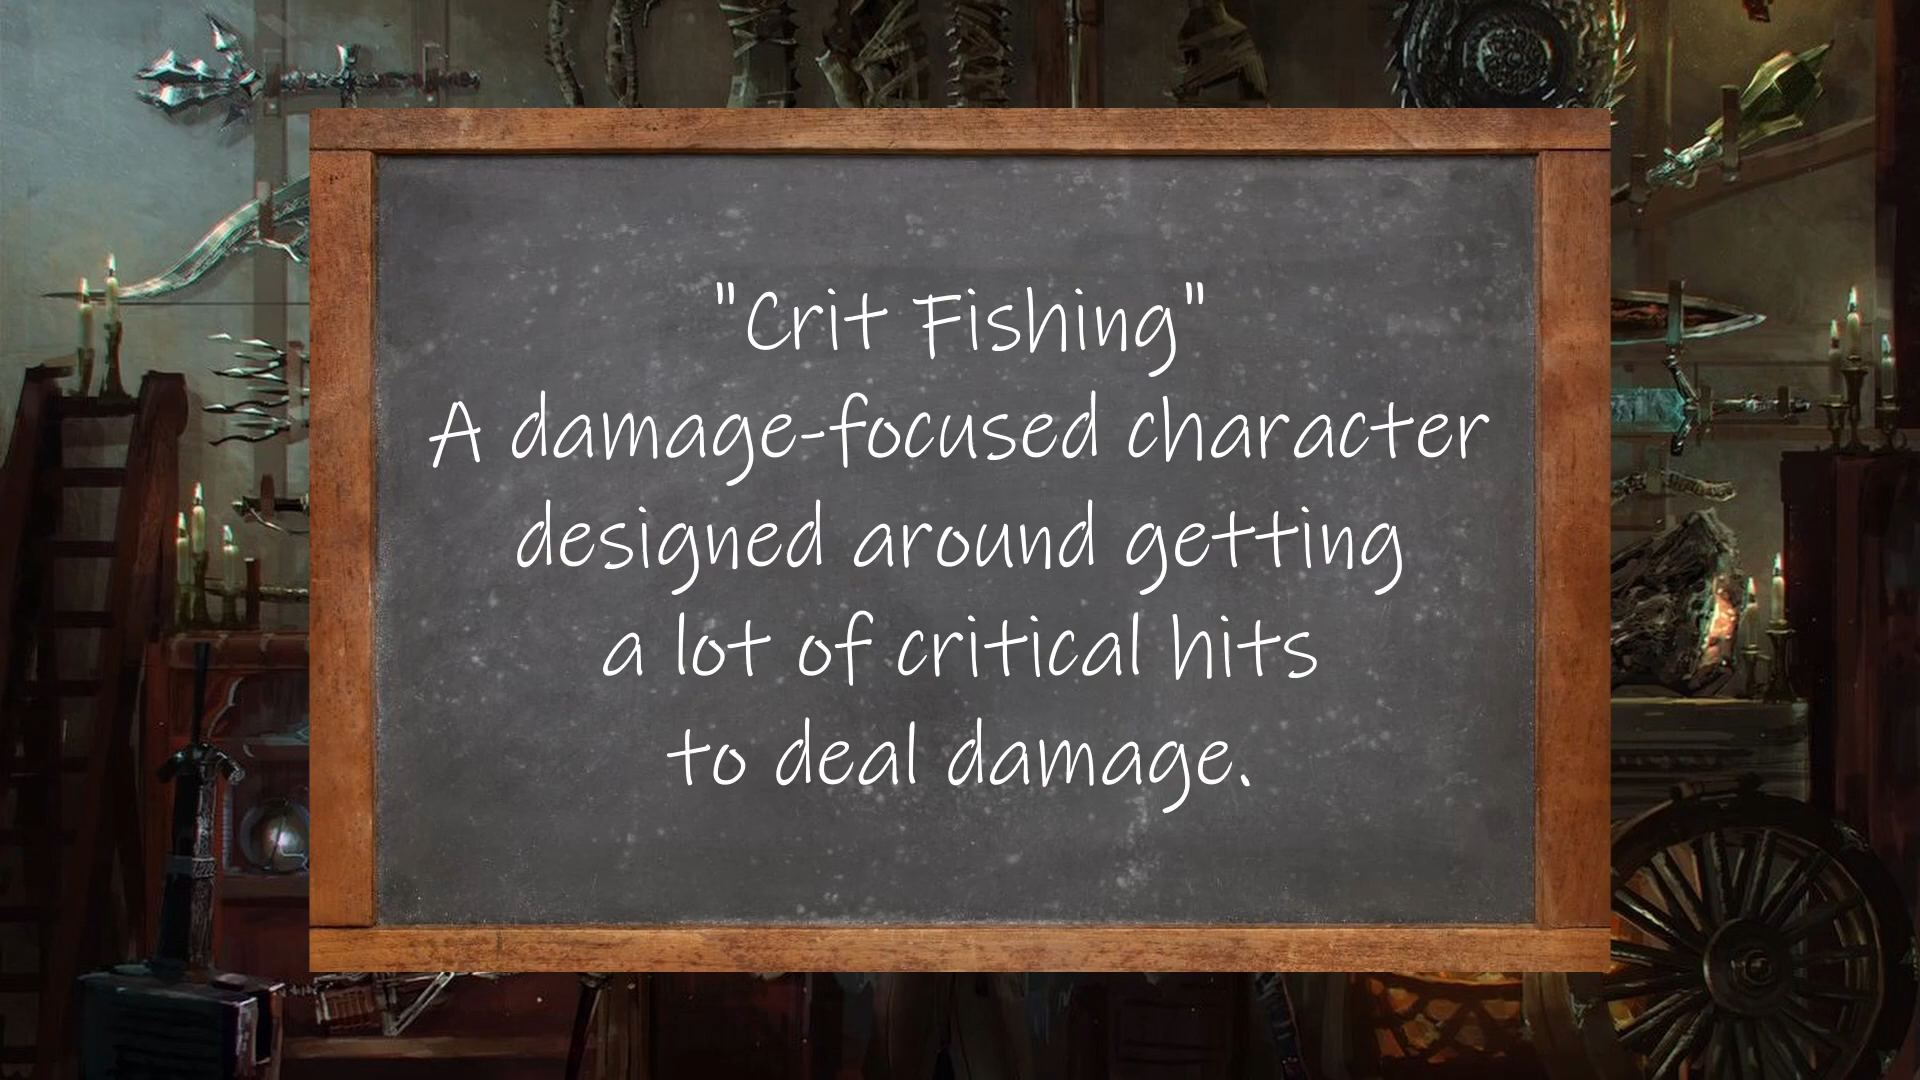 "Crit Fishing"
A damage-focused character
designed around getting
a lot of critical hits
to deal damage.